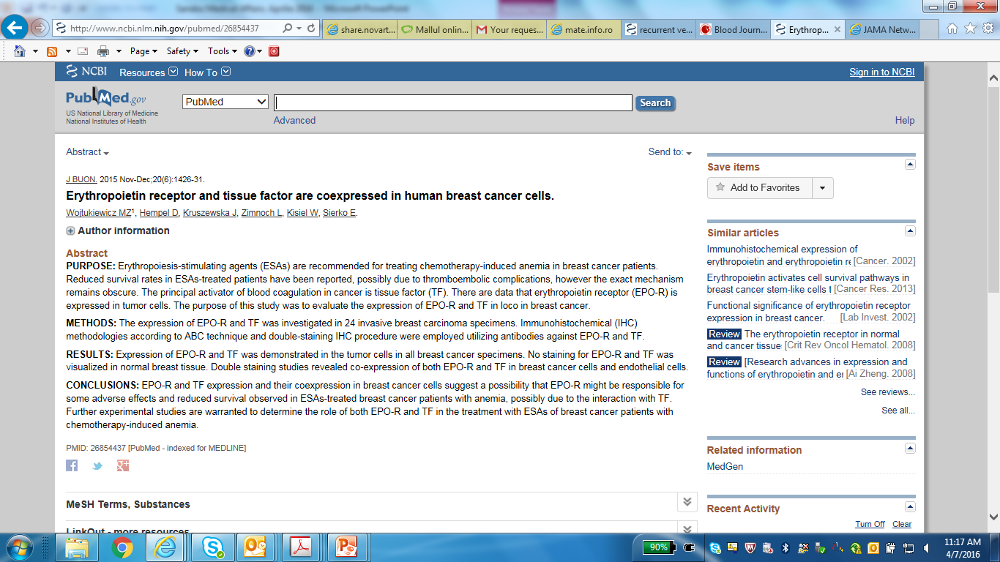 http://www.ncbi.nlm.nih.gov/pubmed/26854437
share.novart...
Mallul onlin...
Your reques...
mate.info.ro
recurrent ve...
Blood Journ...
Erythrop...
JAMA Netw...
Page
Safety
Tools
NCBI Resources How To
Sign in to NCBI
PubMed.gov
US National Library of Medicine
National Institutes of Health
PubMed
Search
Advanced
Help
Abstract
Send to:
J BUON. 2015 Nov-Dec;20(6):1426-31.
Erythropoietin receptor and tissue factor are coexpressed in human breast cancer cells.
Wojtukiewicz MZ1, Hempel D, Kruszewska J, Zimnoch L, Kisiel W, Sierko E.
Author information
Abstract
PURPOSE: Erythropoiesis-stimulating agents (ESAs) are recommended for treating chemotherapy-induced anemia in breast cancer patients.
Reduced survival rates in ESAs-treated patients have been reported, possibly due to thromboembolic complications, however the exact mechanism
remains obscure. The principal activator of blood coagulation in cancer is tissue factor (TF). There are data that erythropoietin receptor (EPO-R) is
expressed in tumor cells. The purpose of this study was to evaluate the expression of EPO-R and TF in loco in breast cancer.
METHODS: The expression of EPO-R and TF was investigated in 24 invasive breast carcinoma specimens. Immunohistochemical (IHC)
methodologies according to ABC technique and double-staining IHC procedure were employed utilizing antibodies against EPO-R and TF.
RESULTS: Expression of EPO-R and TF was demonstrated in the tumor cells in all breast cancer specimens. No staining for EPO-R and TF was
visualized in normal breast tissue. Double staining studies revealed co-expression of both EPO-R and TF in breast cancer cells and endothelial cells.
CONCLUSIONS: EPO-R and TF expression and their coexpression in breast cancer cells suggest a possibility that EPO-R might be responsible for
some adverse effects and reduced survival observed in ESAs-treated breast cancer patients with anemia, possibly due to the interaction with TF.
Further experimental studies are warranted to determine the role of both EPO-R and TF in the treatment with ESAs of breast cancer patients with
chemotherapy-induced anemia.
PMID: 26854437 [PubMed - indexed for MEDLINE]
MeSH Terms, Substances
LinkOut - more resources
Save items
Add to Favorites
Similar articles
Immunohistochemical expression of
erythropoietin and erythropoietin re [Cancer. 2002]
Erythropoietin activates cell survival pathways in
breast cancer stem-like cells t [Cancer Res. 2013]
Functional significance of erythropoietin receptor
expression in breast cancer. [Lab Invest. 2002]
Review The erythropoietin receptor in normal
and cancer tissue [Crit Rev Oncol Hematol. 2008]
Review [Research advances in expression and
functions of erythropoietin and er [Ai Zheng. 2008]
See reviews...
See all...
Related information
MedGen
Recent Activity
Turn Off Clear
90%
11:17 AM
4/7/2016